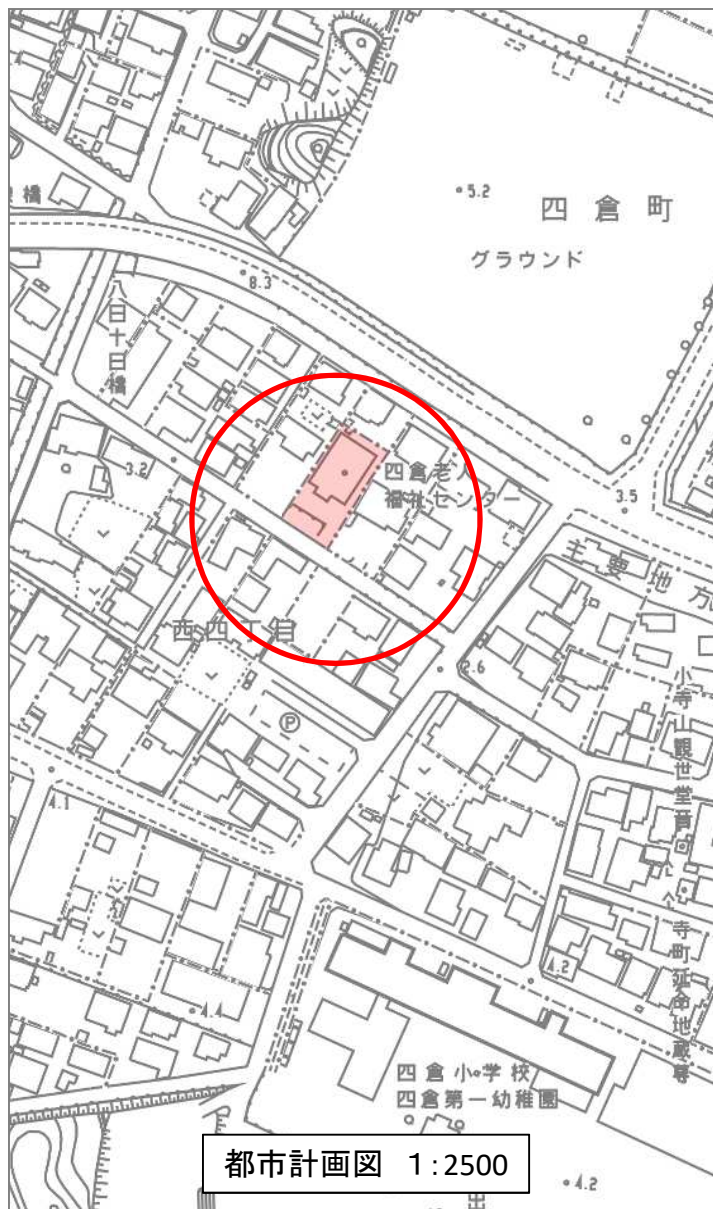 5.2
四倉町
グラウンド
橋
8.3
八日十日橋
3.2
四倉老人
福祉センター
3.5
主要地方
西四丁目
2.6
小寺山観世堂
P
4.1
4.2
寺町延命地蔵尊
4.4
四倉小学校
四倉第一幼稚園
都市計画図 1:2500
4.2
出